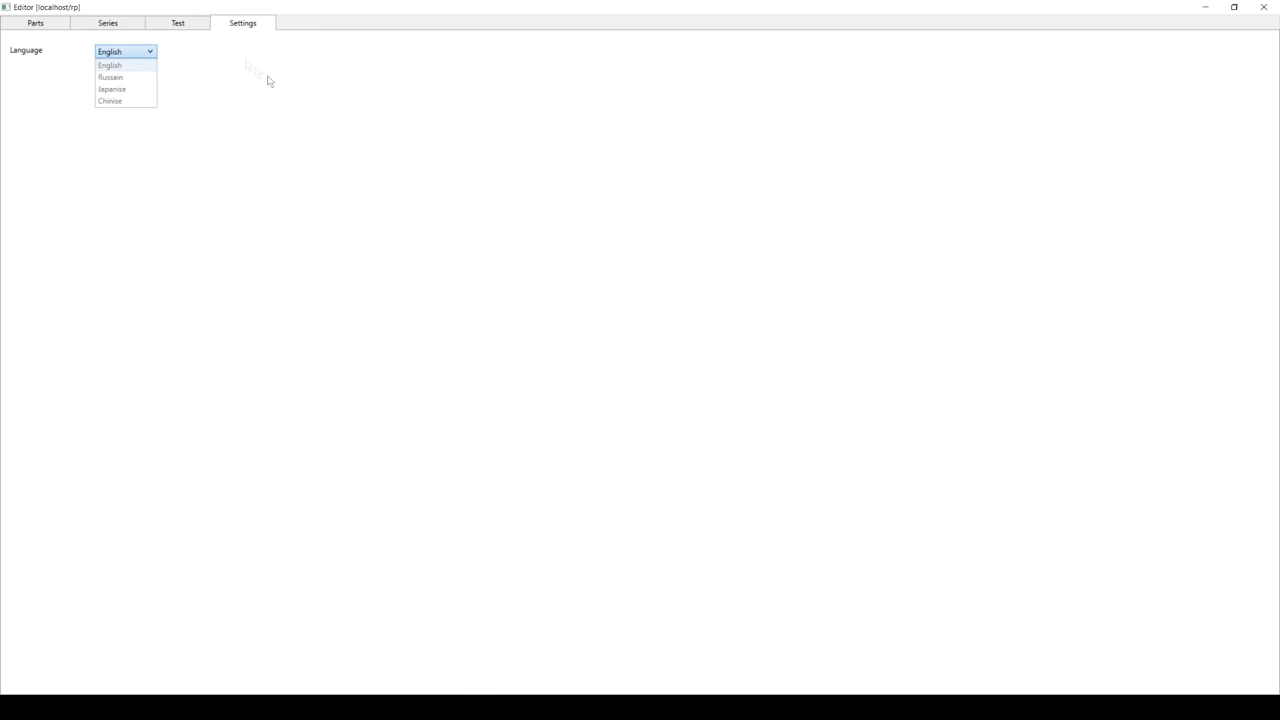 Editor [localhost/rp]
Parts Series Test Settings
Language English
English
Russain
Japanise
Chinise